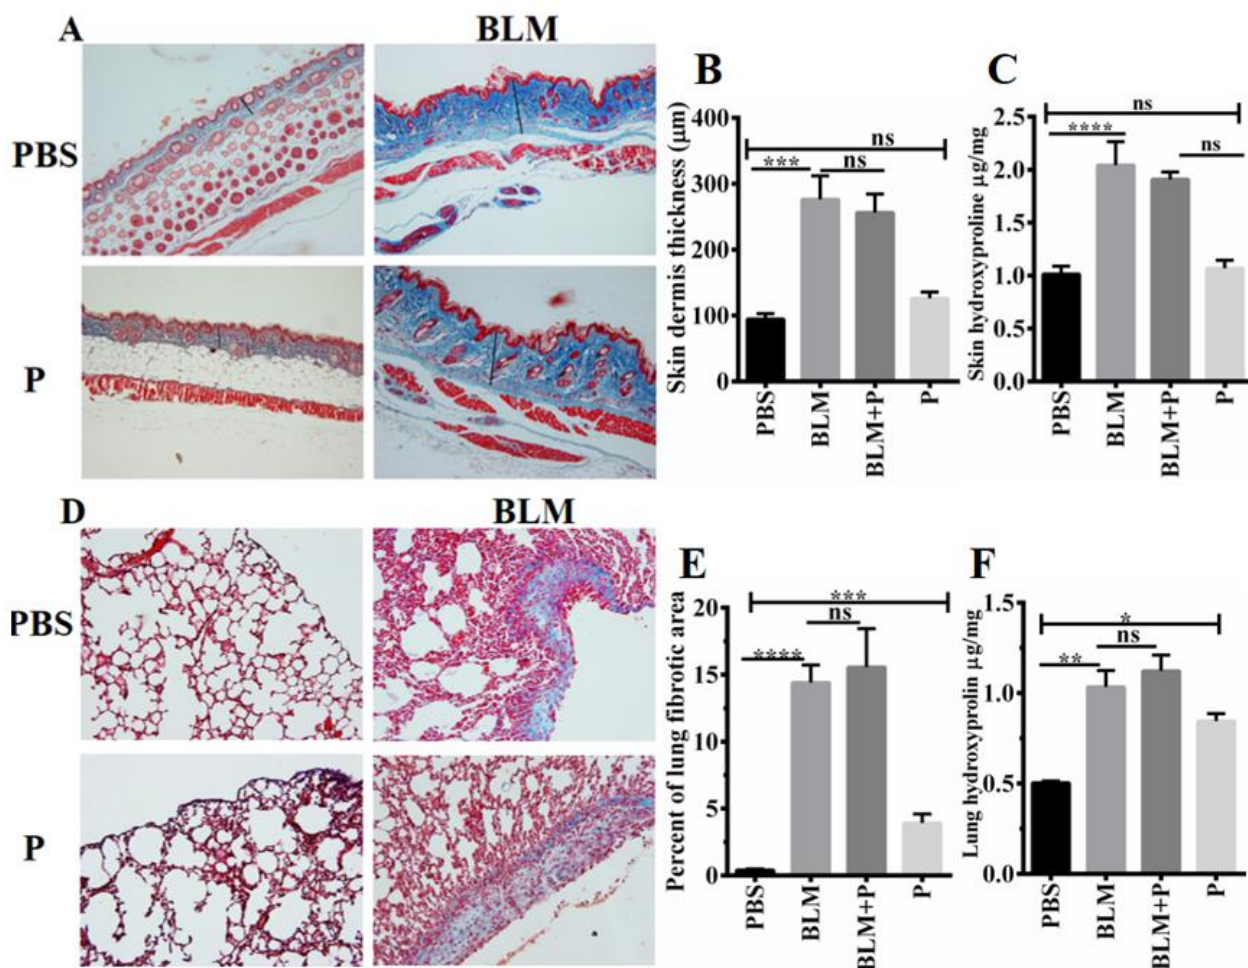 A
BLM
PBS
P
B
Skin dermis thickness (μm)
400
300
200
100
0
ns
***
ns
PBS
BLM
BLM+P
P
C
Skin hydroxyproline μg/mg
2.5
2.0
1.5
1.0
0.5
0.0
ns
****
ns
PBS
BLM
BLM+P
P
D
BLM
PBS
P
E
Percent of lung fibrotic area
20
15
10
5
0
***
ns
****
PBS
BLM
BLM+P
P
F
Lung hydroxyprolin μg/mg
1.5
1.0
0.5
0.0
*
ns
**
PBS
BLM
BLM+P
P